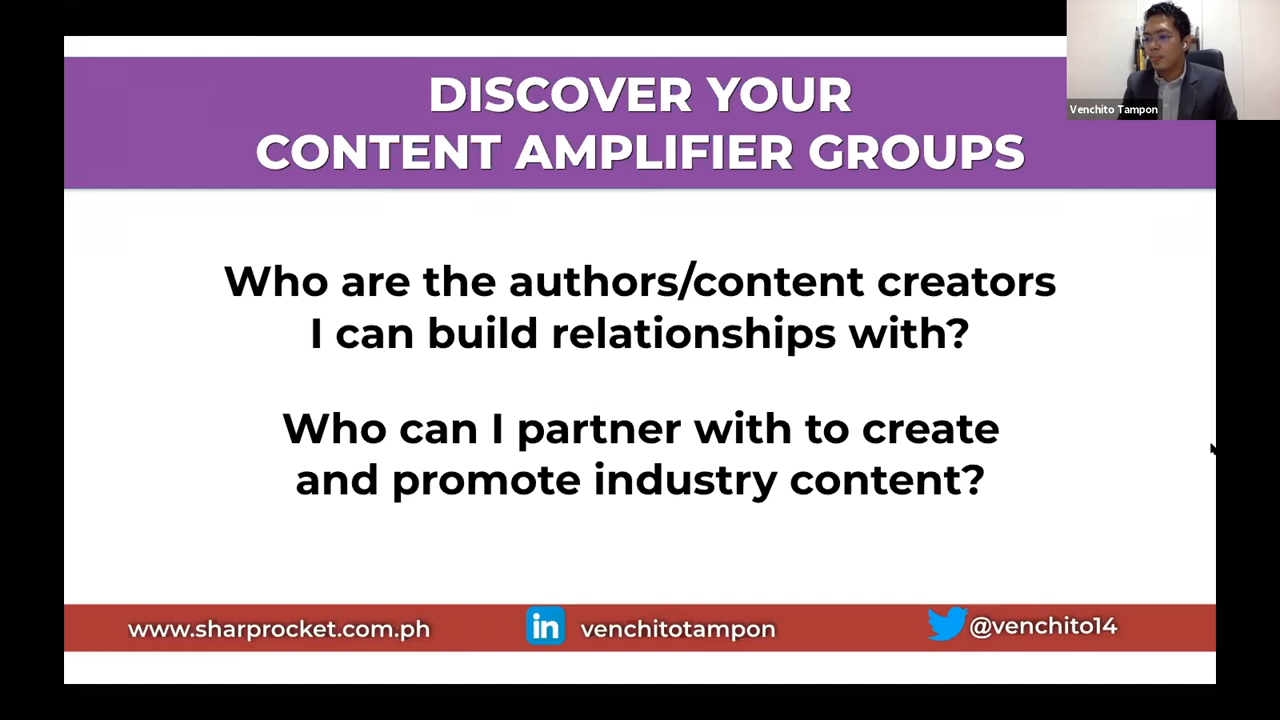 DISCOVER YOUR
CONTENT AMPLIFIER GROUPS
Venchito Tampon
Who are the authors/content creators
I can build relationships with?
Who can I partner with to create
and promote industry content?
www.sharprocket.com.ph
in venchitotampon
@venchito14